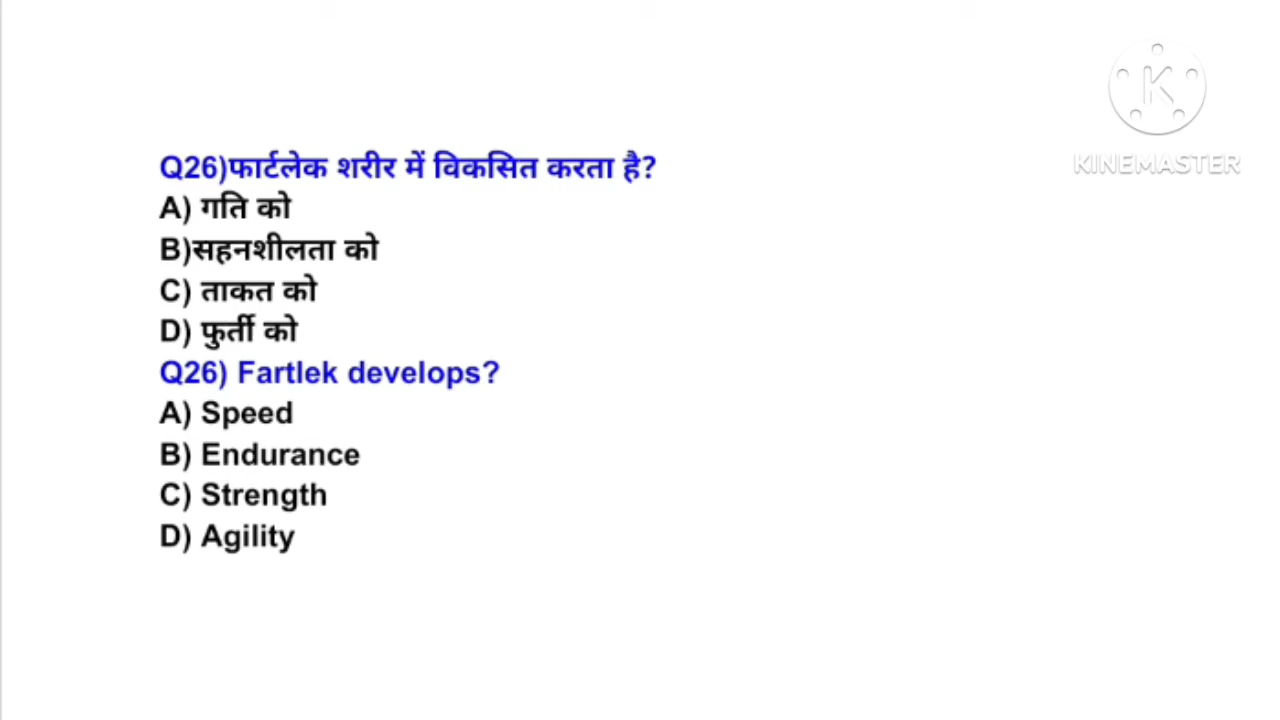 KINEMASTER
Q26)फार्टलेक शरीर में विकसित करता है?
A) गति को
B)सहनशीलता को
C) ताकत को
D) फुर्ती को
Q26) Fartlek develops?
A) Speed
B) Endurance
C) Strength
D) Agility